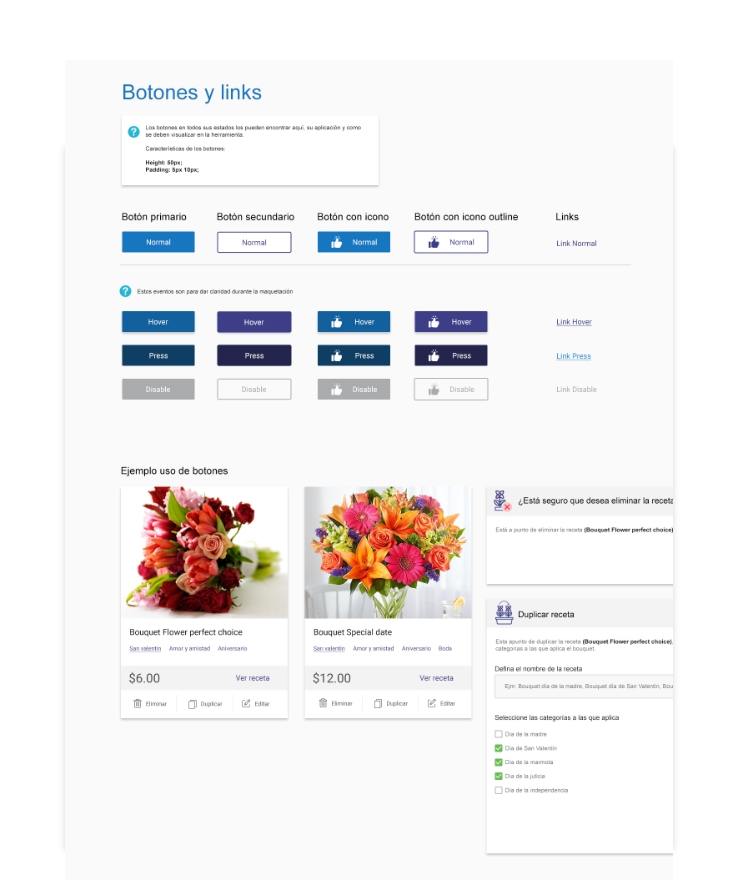 Botones y links
Los botones en todos sus estados los pueden encontrar aquí, su aplicación y como
se deben visualizar en la herramienta.
Características de los botones:
Height: 50px;
Padding: 5px 10px;
Botón primario
Botón secundario
Botón con icono
Botón con icono outline
Links
Normal
Normal
Normal
Normal
Link Normal
Estos eventos son para dar claridad durante la maquetación
Hover
Hover
Hover
Hover
Link Hover
Press
Press
Press
Press
Link Press
Disable
Disable
Disable
Disable
Link Disable
Ejemplo uso de botones
Bouquet Flower perfect choice
San valentín Amor y amistad Aniversario
$6.00 Ver receta
Eliminar Duplicar Editar
Bouquet Special date
San valentín Amor y amistad Aniversario Boda
$12.00 Ver receta
Eliminar Duplicar Editar
¿Está seguro que desea eliminar la receta
Está a punto de eliminar la receta (Bouquet Flower perfect choice)
Duplicar receta
Esta apunto de duplicar la receta (Bouquet Flower perfect choice),
categorías a las que aplica el bouquet
Defina el nombre de la receta
Ejm: Bouquet día de la madre, Bouquet día de San Valentín, Bou
Seleccione las categorías a las que aplica
Día de la madre
Día de San Valentín
Día de la marmota
Día de la julicia
Día de la independencia